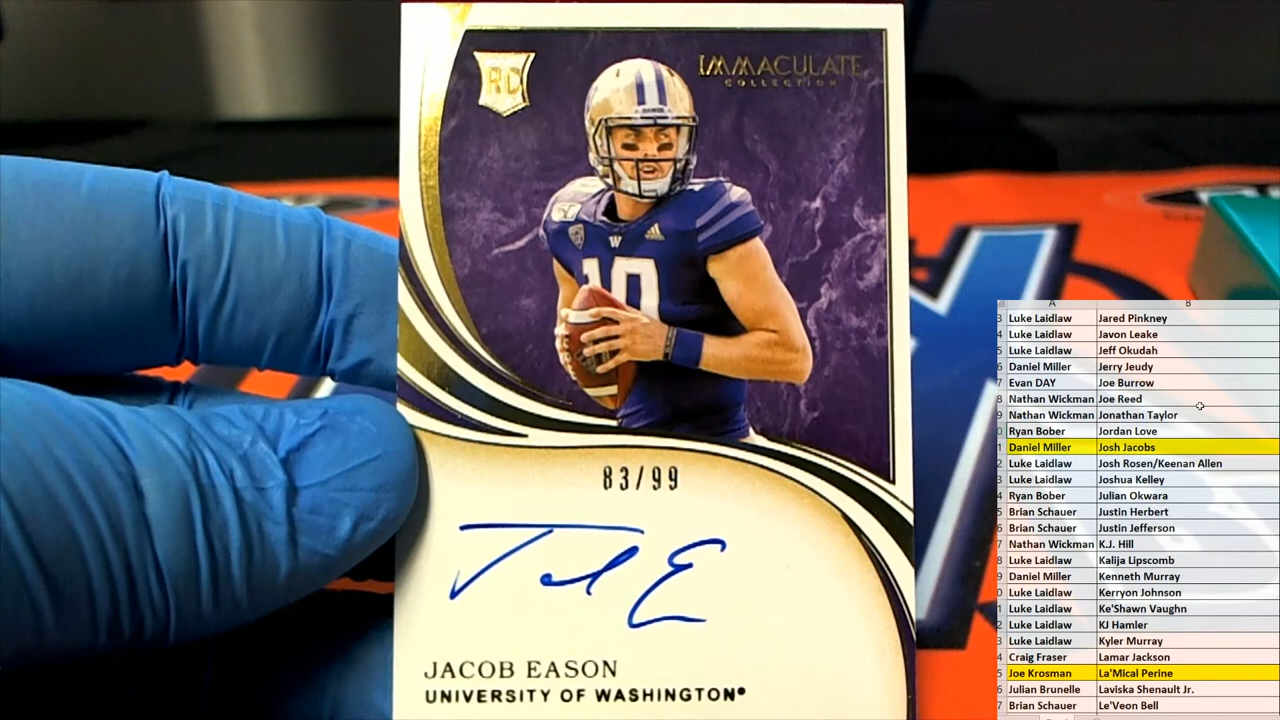 RC
IMMACULATE
COLLECTION
W
10
83/99
JACOB EASON
UNIVERSITY OF WASHINGTON®
A B
3 Luke Laidlaw Jared Pinkney
4 Luke Laidlaw Javon Leake
5 Luke Laidlaw Jeff Okudah
6 Daniel Miller Jerry Jeudy
7 Evan DAY Joe Burrow
8 Nathan Wickman Joe Reed
9 Nathan Wickman Jonathan Taylor
0 Ryan Bober Jordan Love
1 Daniel Miller Josh Jacobs
2 Luke Laidlaw Josh Rosen/Keenan Allen
3 Luke Laidlaw Joshua Kelley
4 Ryan Bober Julian Okwara
5 Brian Schauer Justin Herbert
6 Brian Schauer Justin Jefferson
7 Nathan Wickman K.J. Hill
8 Luke Laidlaw Kalija Lipscomb
9 Daniel Miller Kenneth Murray
0 Luke Laidlaw Kerryon Johnson
1 Luke Laidlaw Ke'Shawn Vaughn
2 Luke Laidlaw KJ Hamler
3 Luke Laidlaw Kyler Murray
4 Craig Fraser Lamar Jackson
5 Joe Krosman La'Mical Perine
6 Julian Brunelle Laviska Shenault Jr.
7 Brian Schauer Le'Veon Bell